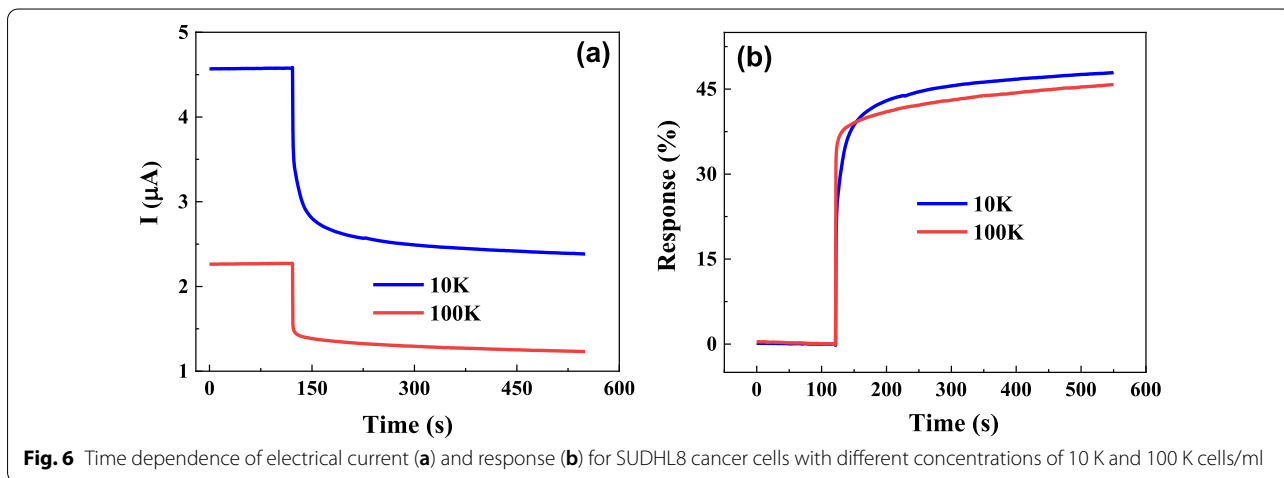 (a)
I (μA)
5
4
3
2
1
10K
100K
0
150
300
450
600
Time (s)
(b)
Response (%)
45
30
15
0
10K
100K
0
100
200
300
400
500
600
Time (s)
Fig. 6 Time dependence of electrical current (a) and response (b) for SUDHL8 cancer cells with different concentrations of 10 K and 100 K cells/ml